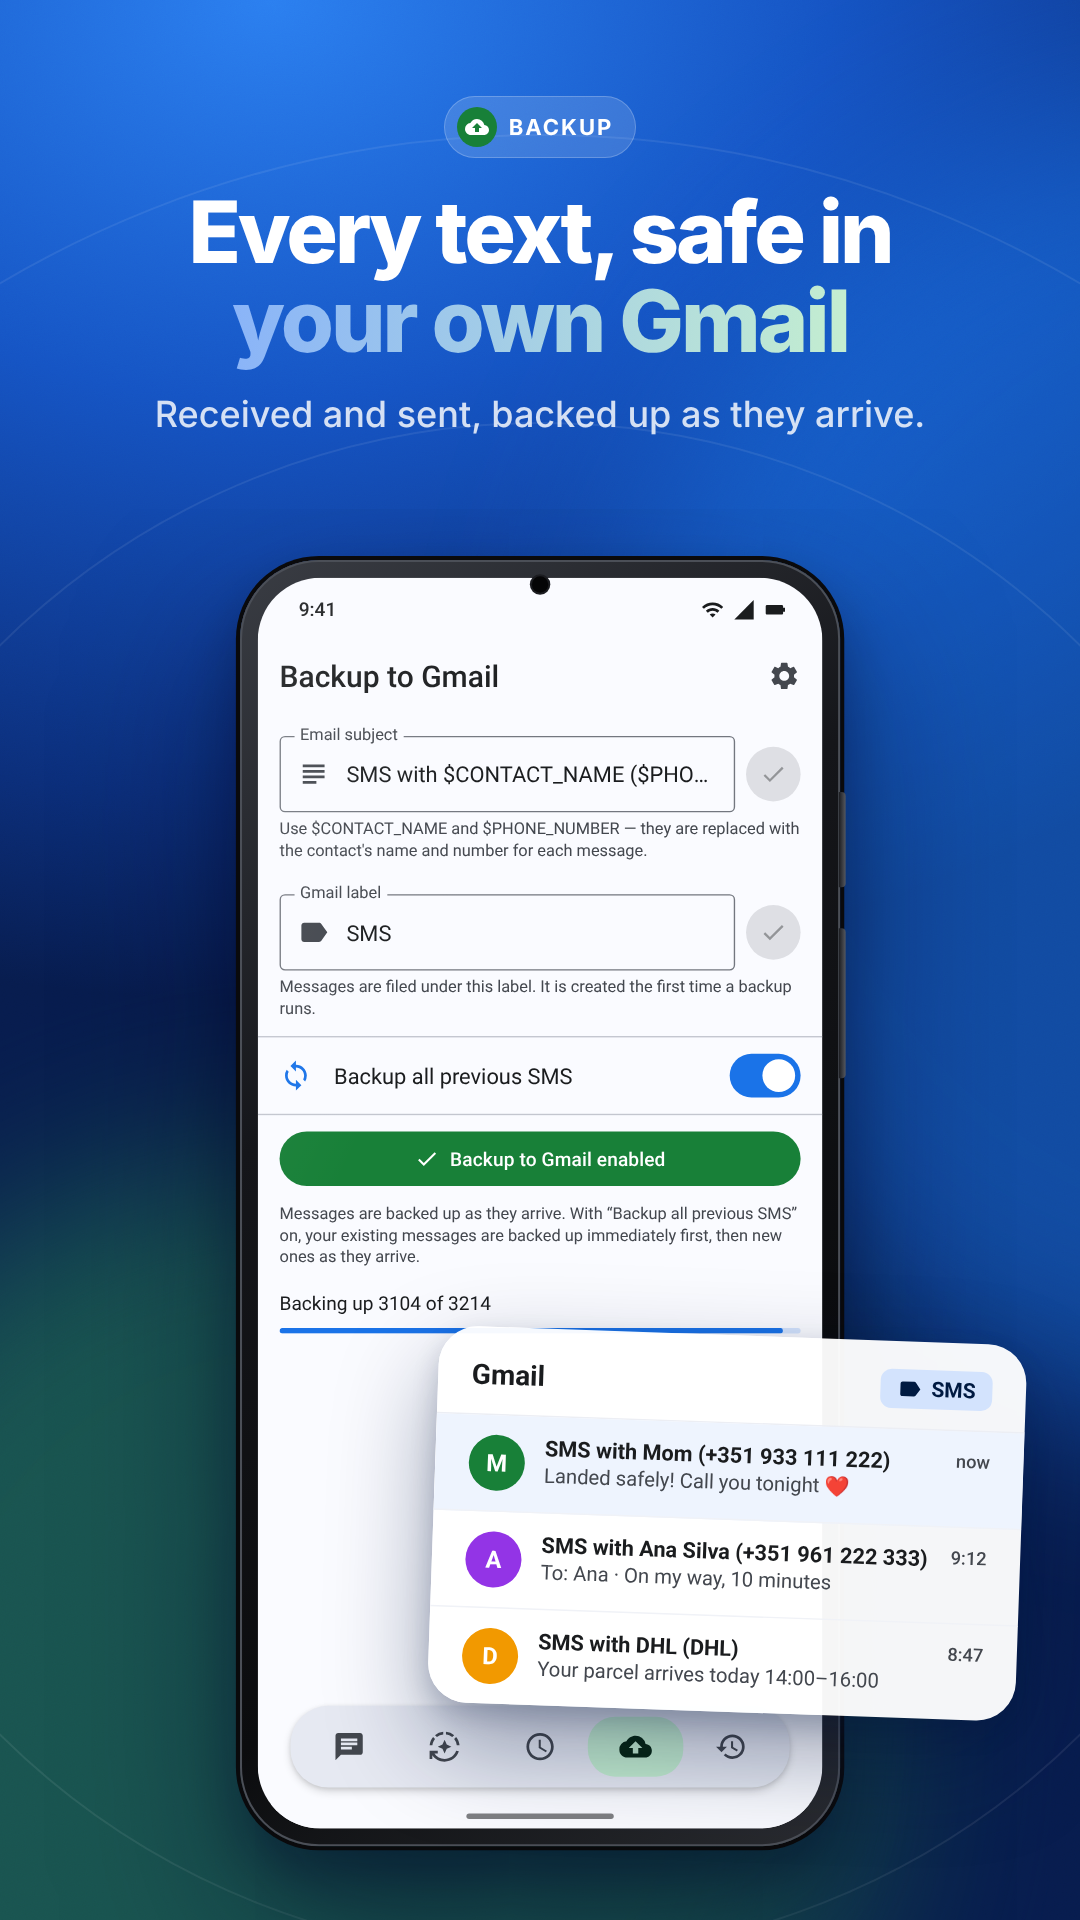 BACKUP
Every text, safe in
your own Gmail
Received and sent, backed up as they arrive.
9:41
Backup to Gmail
Email subject
SMS with $CONTACT_NAME ($PHO...
Use $CONTACT_NAME and $PHONE_NUMBER — they are replaced with
the contact's name and number for each message.
Gmail label
SMS
Messages are filed under this label. It is created the first time a backup
runs.
Backup all previous SMS
Backup to Gmail enabled
Messages are backed up as they arrive. With “Backup all previous SMS”
on, your existing messages are backed up immediately first, then new
ones as they arrive.
Backing up 3104 of 3214
Gmail
SMS
M
SMS with Mom (+351 933 111 222)
now
Landed safely! Call you tonight ❤️
A
SMS with Ana Silva (+351 961 222 333)
9:12
To: Ana · On my way, 10 minutes
D
SMS with DHL (DHL)
8:47
Your parcel arrives today 14:00–16:00